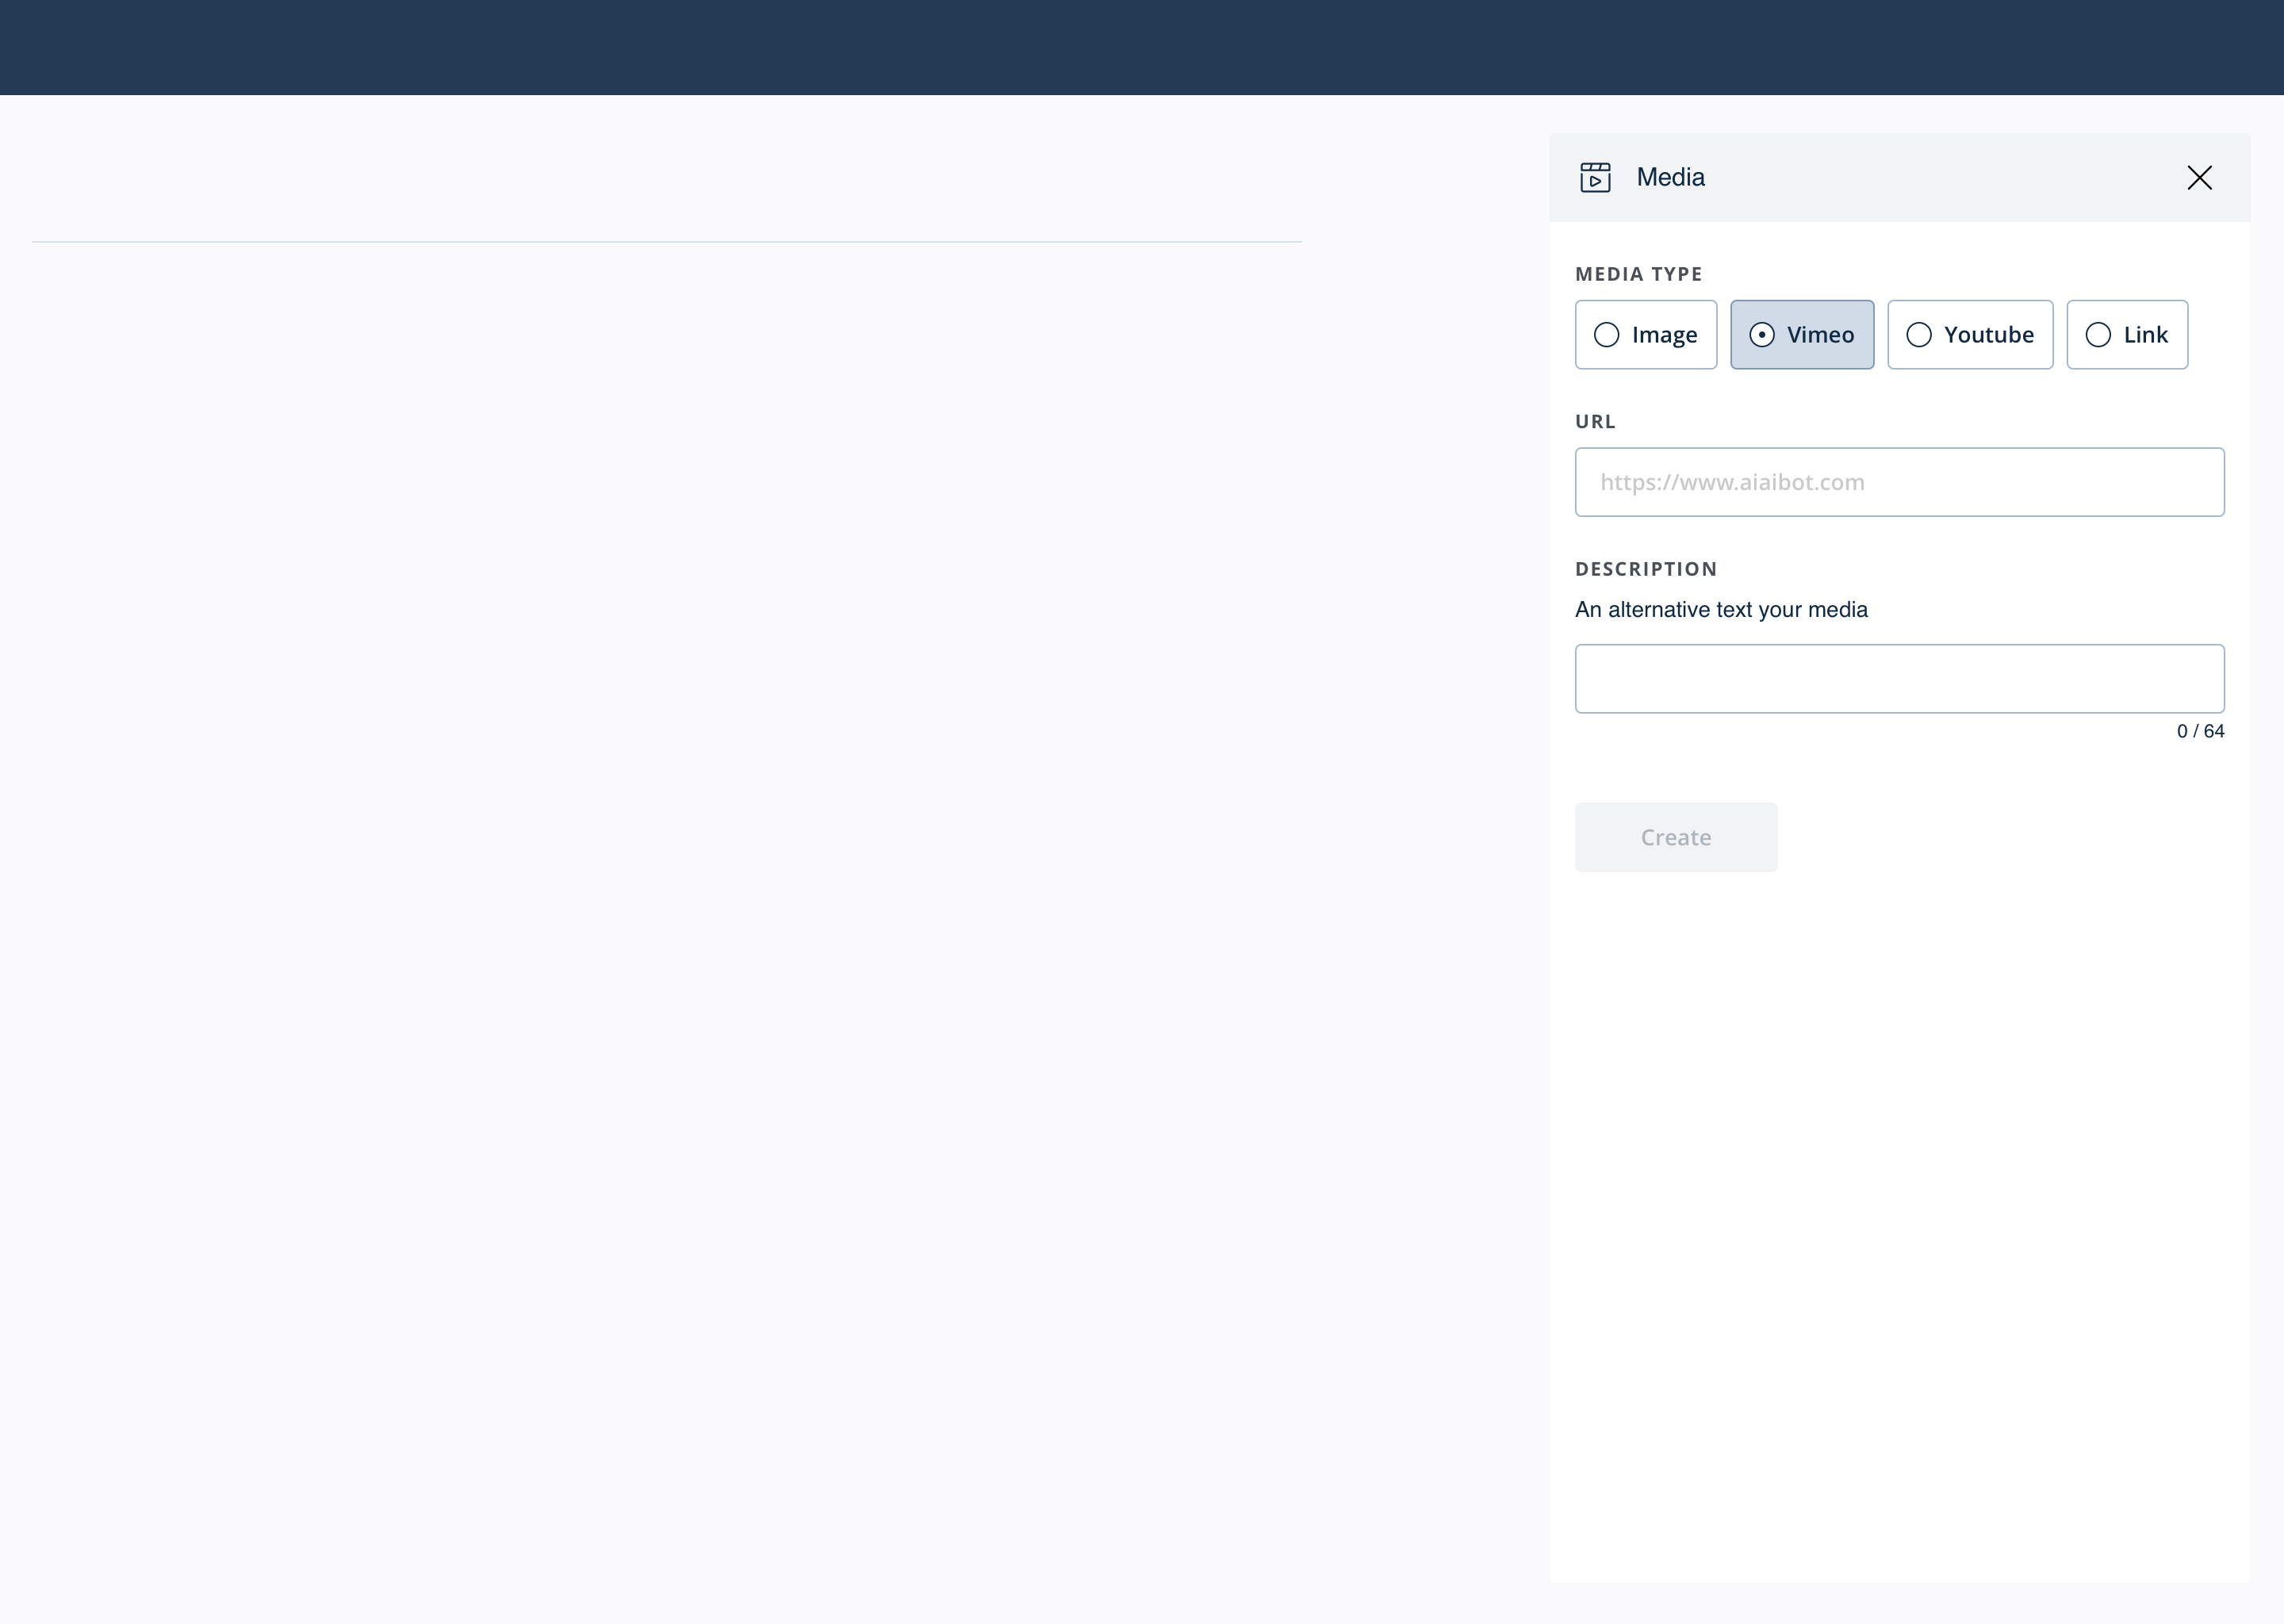 Media
MEDIA TYPE
Image Vimeo Youtube Link
URL
https://www.aiaibot.com
DESCRIPTION
An alternative text your media
0 / 64
Create